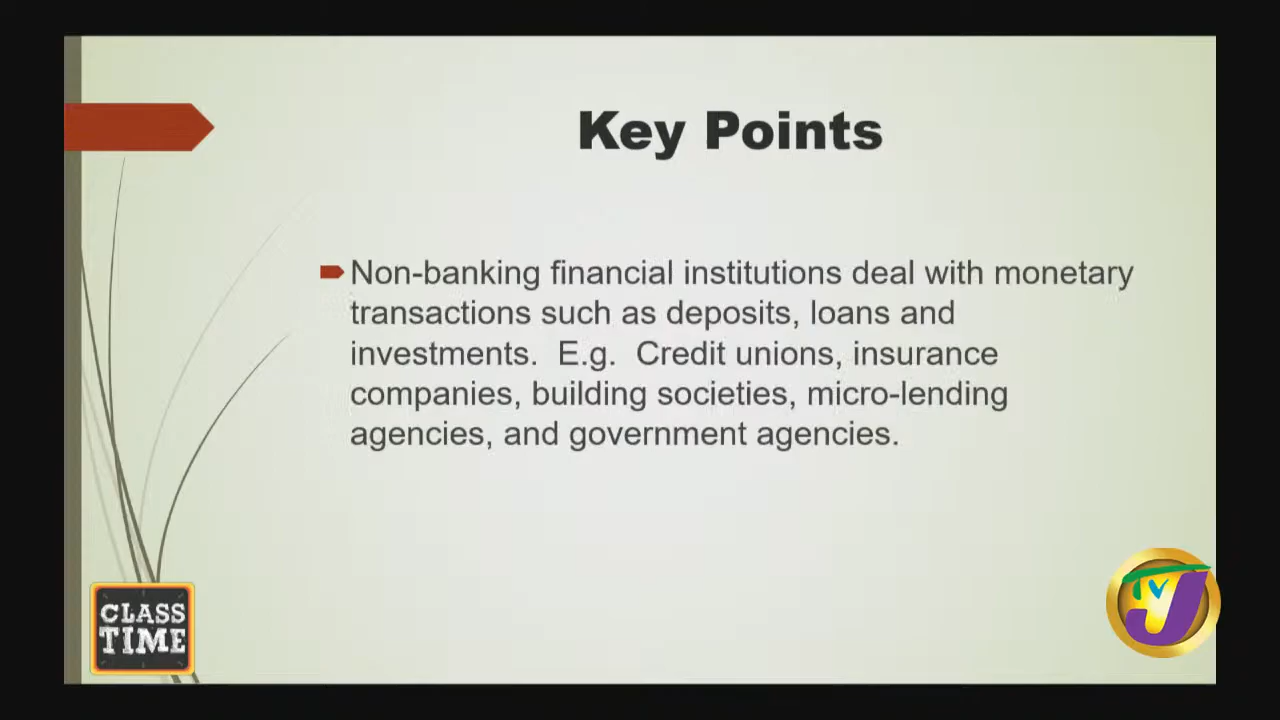 Key Points
Non-banking financial institutions deal with monetary
transactions such as deposits, loans and
investments.  E.g.  Credit unions, insurance
companies, building societies, micro-lending
agencies, and government agencies.
CLASS
TIME
TVJ